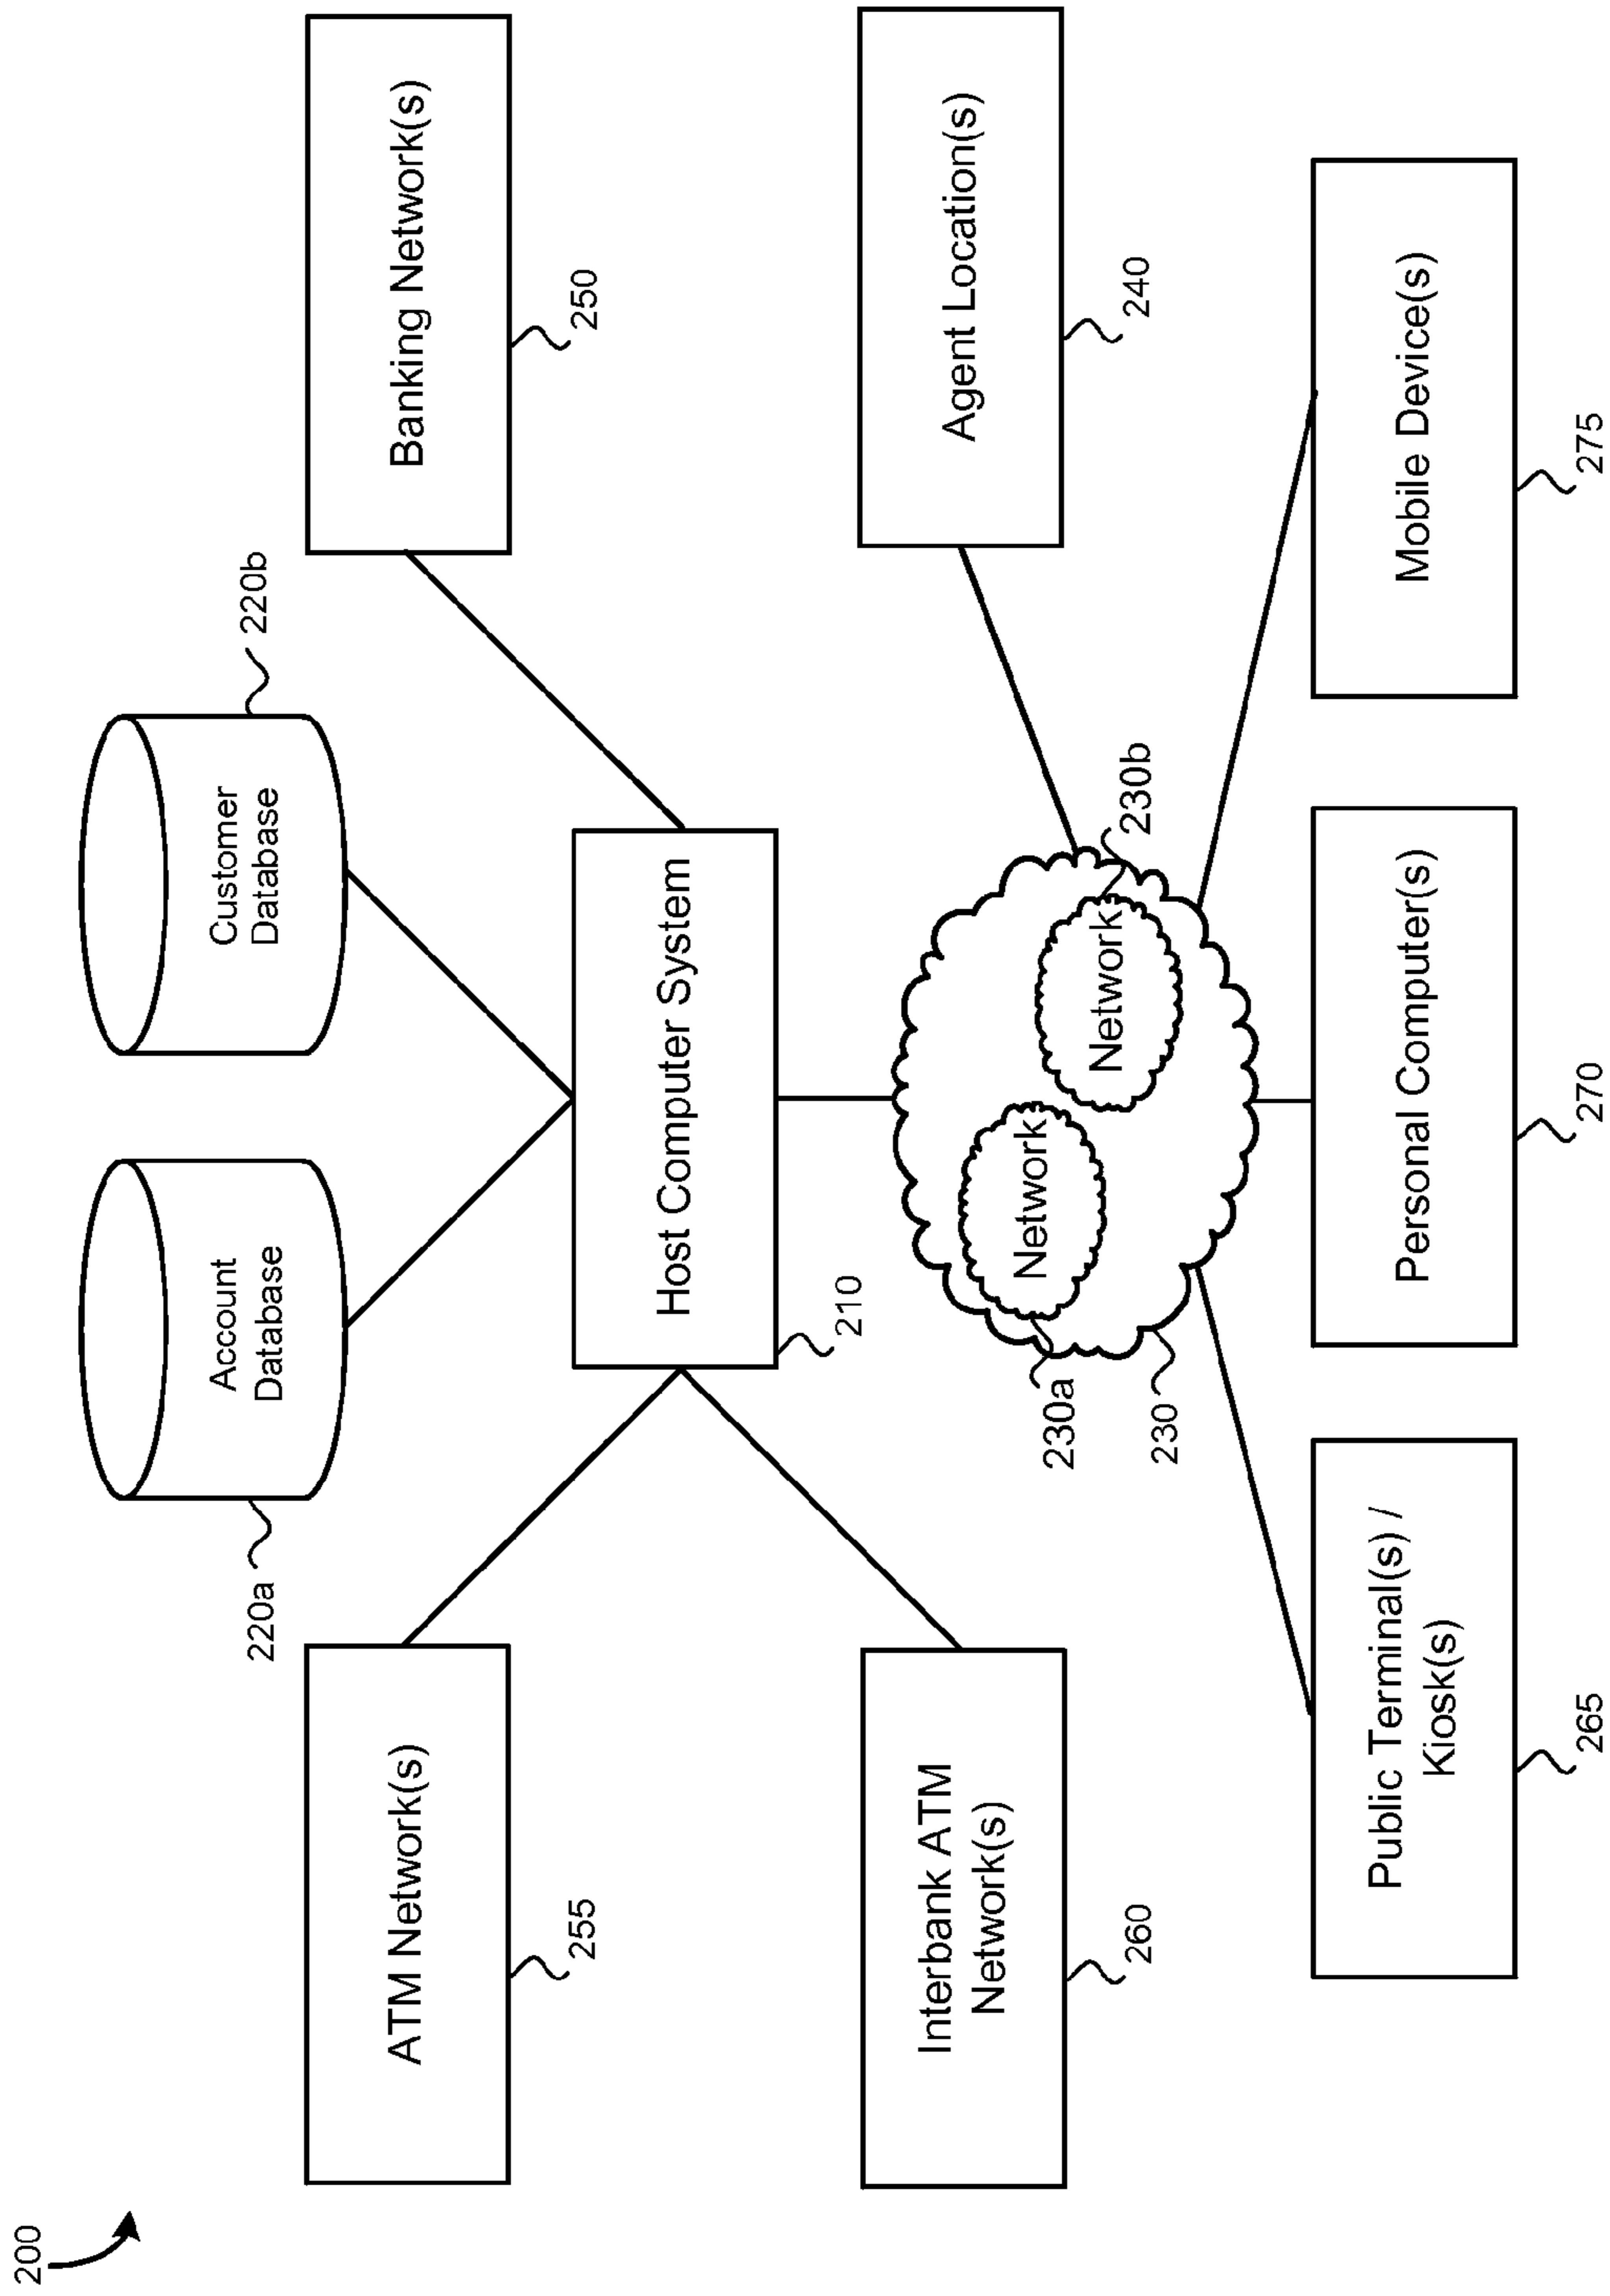 200
220a
Account
Database
Customer
Database
220b
ATM Network(s)
255
Banking Network(s)
250
Host Computer System
210
Interbank ATM
Network(s)
260
230a
Network
Network
230b
230
Agent Location(s)
240
Public Terminal(s) /
Kiosk(s)
265
Personal Computer(s)
270
Mobile Device(s)
275